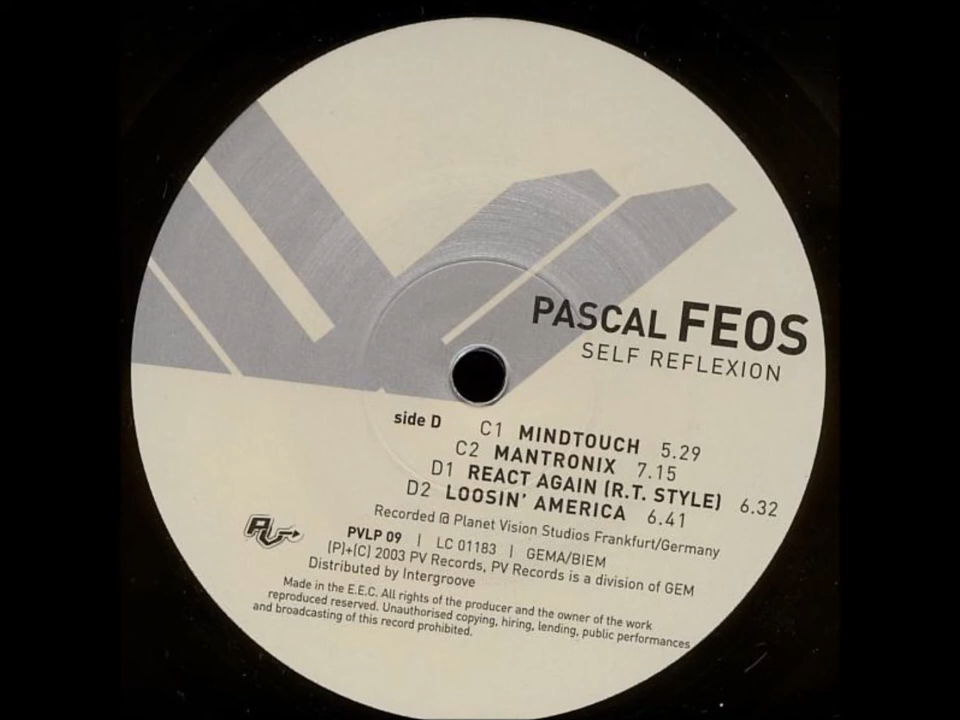 PASCAL FEOS
SELF REFLEXION
side D
C1 MINDTOUCH 5.29
C2 MANTRONIX 7.15
D1 REACT AGAIN (R.T. STYLE) 6.32
D2 LOOSIN' AMERICA 6.41
Recorded @ Planet Vision Studios Frankfurt/Germany
PV
PVLP 09 | LC 01183 | GEMA/BIEM
(P)+(C) 2003 PV Records, PV Records is a division of GEM
Distributed by Intergroove
Made in the E.E.C. All rights of the producer and the owner of the work
reproduced reserved. Unauthorised copying, hiring, lending, public performances
and broadcasting of this record prohibited.